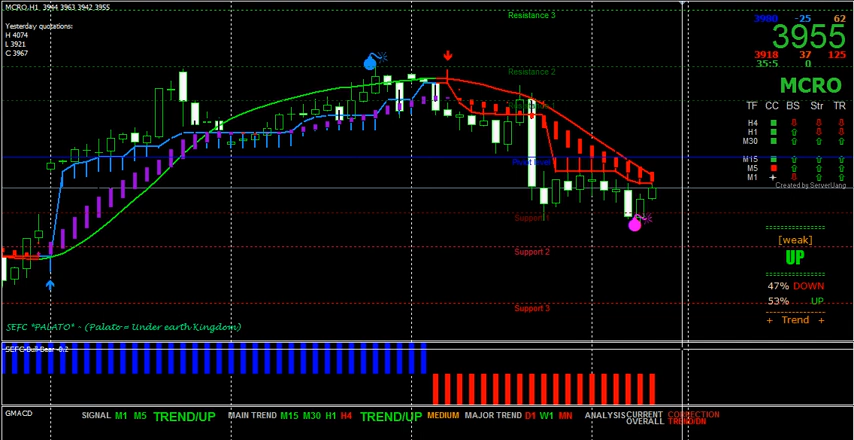 MCRO,H1 3944 3963 3942 3955
Yesterday quotations:
H 4074
L 3921
C 3967
Resistance 3
Resistance 2
Support 1
Support 2
Support 3
3980 -25 62
3955
3918 37 125
35:5 0
MCRO
TF CC BS Str TR
H4
H1
M30
M15
M5
M1
Created by ServerUang
[weak]
UP
47% DOWN
53% UP
+ Trend +
SEFC *PALATO* - (Palato = Under earth Kingdom)
SEFC-Bull-Bear -0.2
GMACD SIGNAL M1 M5 TREND/UP MAIN TREND M15 M30 H1 H4 TREND/UP MEDIUM MAJOR TREND D1 W1 MN ANALYSIS CURRENT
OVERALL TREND/DN